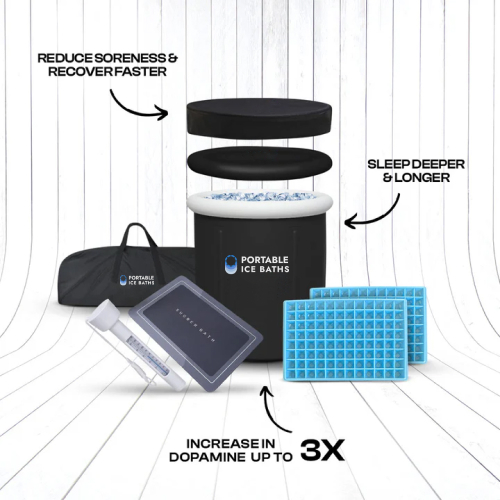 REDUCE SORENESS &
RECOVER FASTER
SLEEP DEEPER
& LONGER
PORTABLE
ICE BATHS
PORTABLE
ICE BATHS
INCREASE IN
DOPAMINE UP TO 3X